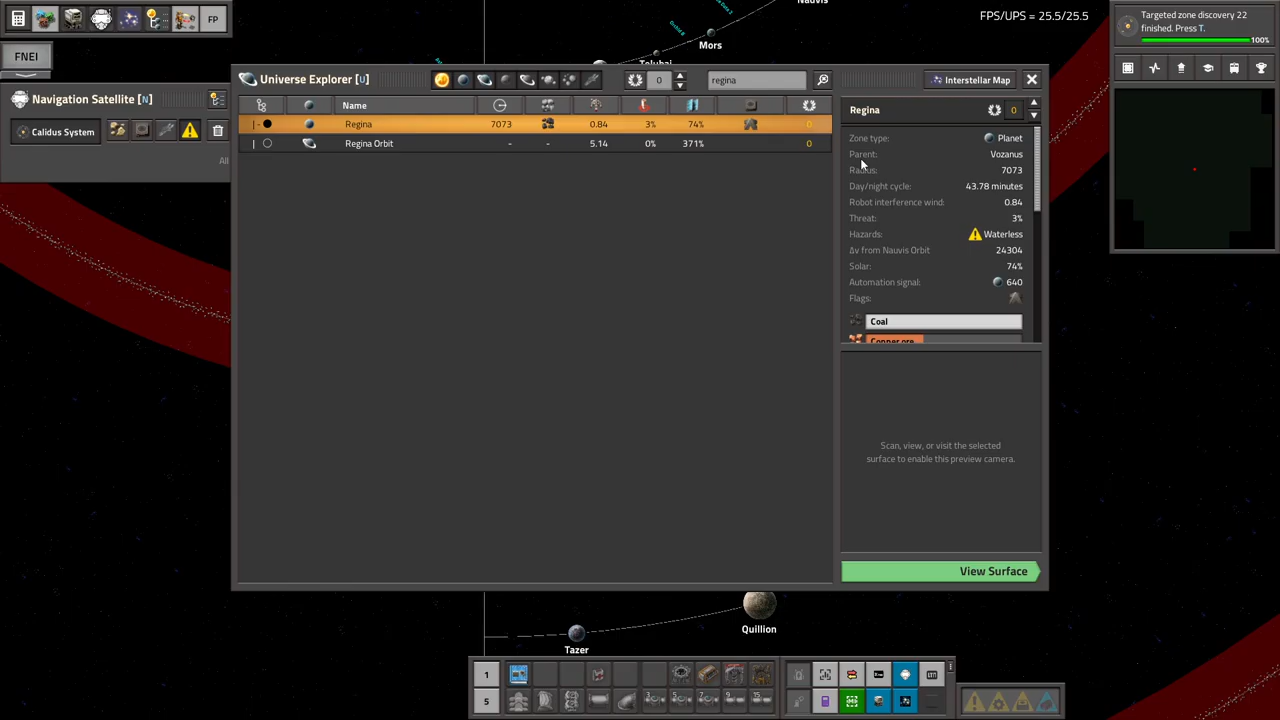 FP
FPS/UPS = 25.5/25.5
Targeted zone discovery 22
finished. Press T.
100%
FNEI
Mors
Universe Explorer [U]
0
regina
Interstellar Map
Navigation Satellite [N]
Calidus System
All
Name
Regina
7073
0.84
3%
74%
0
Regina Orbit
-
-
5.14
0%
371%
0
Regina
0
Zone type:
Planet
Parent:
Vozanus
Radius:
7073
Day/night cycle:
43.78 minutes
Robot interference wind:
0.84
Threat:
3%
Hazards:
Waterless
Δv from Nauvis Orbit
24304
Solar:
74%
Automation signal:
640
Flags:
Coal
Copper ore
Scan, view, or visit the selected
surface to enable this preview camera.
View Surface
Quillion
Tazer
1
5